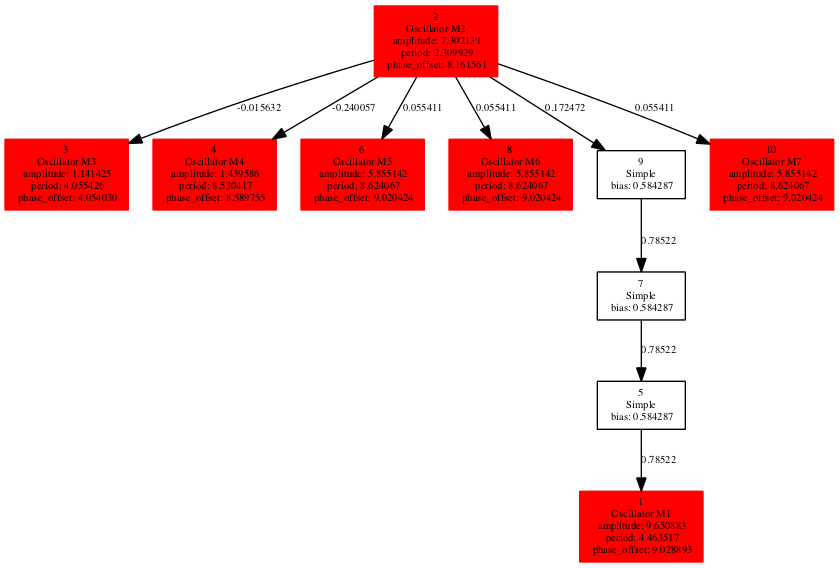 2
Oscillator M2
amplitude: 7.302131
period: 2.309929
phase_offset: 8.161561
-0.015632
-0.240057
0.055411
0.055411
0.172472
0.055411
3
Oscillator M3
amplitude: 1.141425
period: 4.055426
phase_offset: 4.054030
4
Oscillator M4
amplitude: 1.439586
period: 8.530417
phase_offset: 8.589755
6
Oscillator M5
amplitude: 5.855142
period: 8.624067
phase_offset: 9.020424
8
Oscillator M6
amplitude: 5.855142
period: 8.624067
phase_offset: 9.020424
9
Simple
bias: 0.584287
10
Oscillator M7
amplitude: 5.855142
period: 8.624067
phase_offset: 9.020424
0.78522
7
Simple
bias: 0.584287
0.78522
5
Simple
bias: 0.584287
0.78522
1
Oscillator M1
amplitude: 9.650883
period: 4.463517
phase_offset: 9.028893